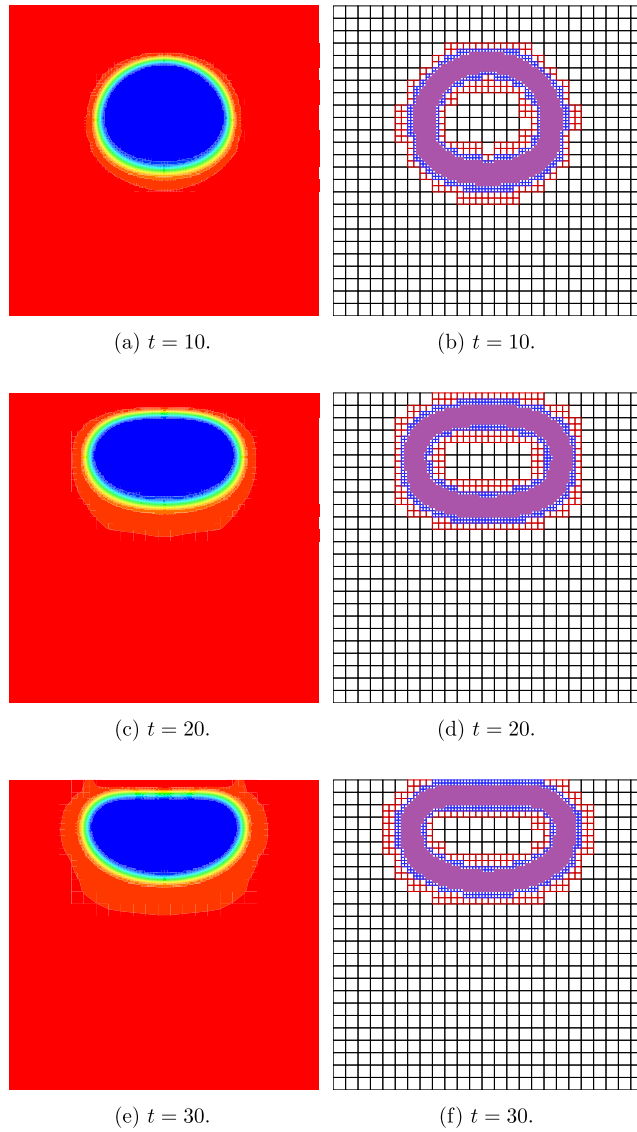 (a) t = 10.
(b) t = 10.
(c) t = 20.
(d) t = 20.
(e) t = 30.
(f) t = 30.